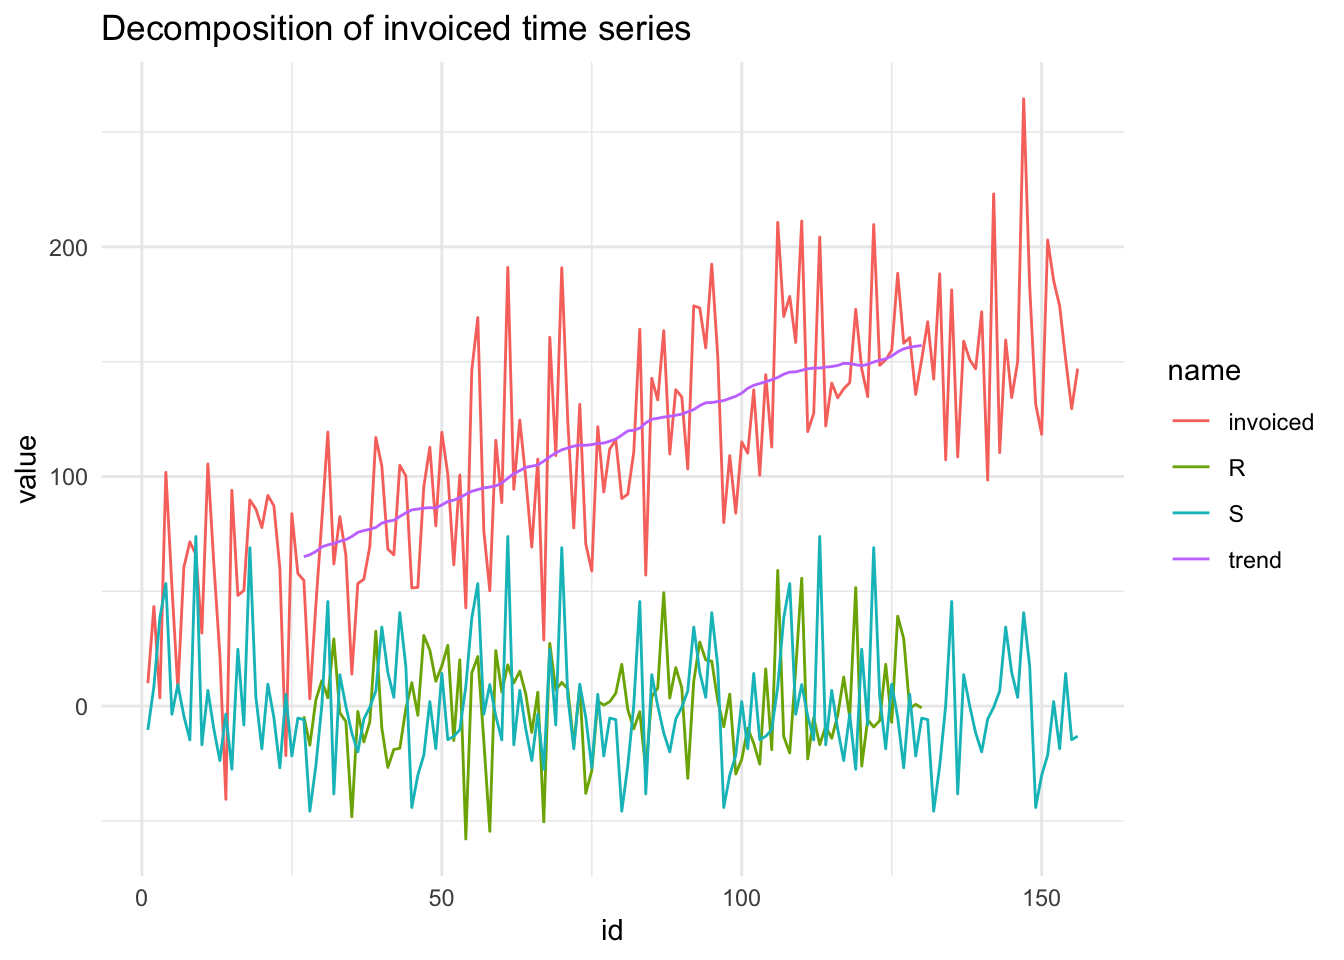 Decomposition of invoiced time series
value
200
100
0
0
50
100
150
id
name
invoiced
R
S
trend